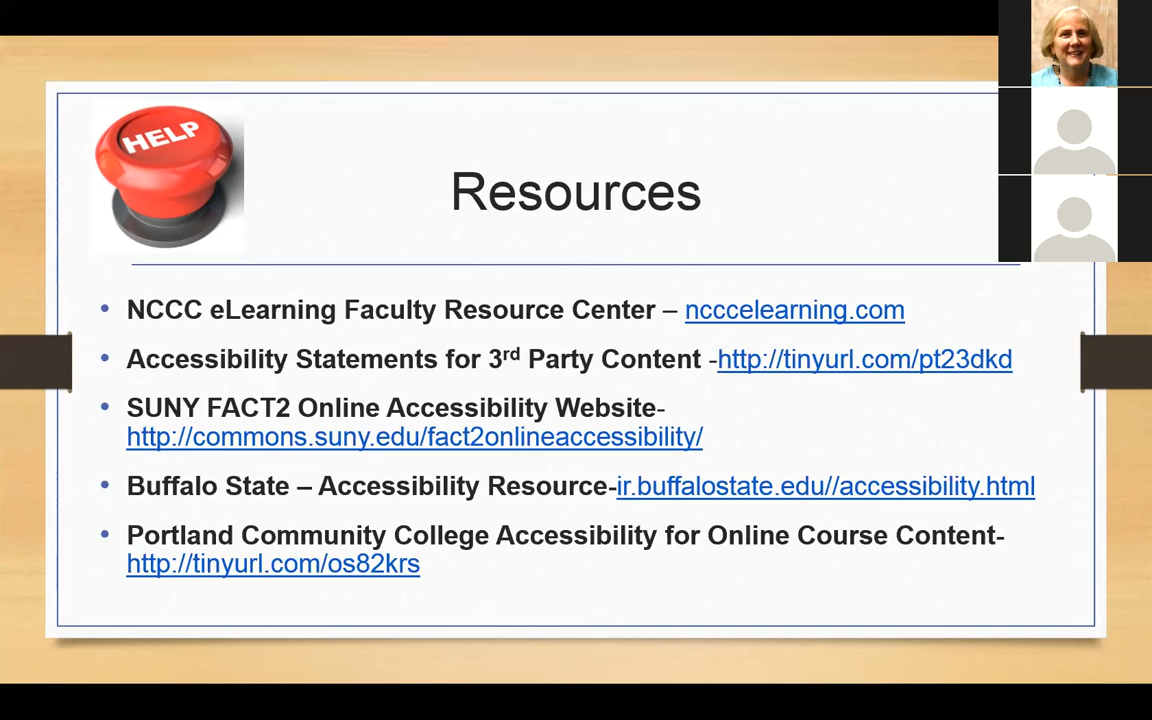 HELP
Resources
• NCCC eLearning Faculty Resource Center – ncccelearning.com
• Accessibility Statements for 3rd Party Content -http://tinyurl.com/pt23dkd
• SUNY FACT2 Online Accessibility Website-
http://commons.suny.edu/fact2onlineaccessibility/
• Buffalo State – Accessibility Resource-ir.buffalostate.edu//accessibility.html
• Portland Community College Accessibility for Online Course Content-
http://tinyurl.com/os82krs